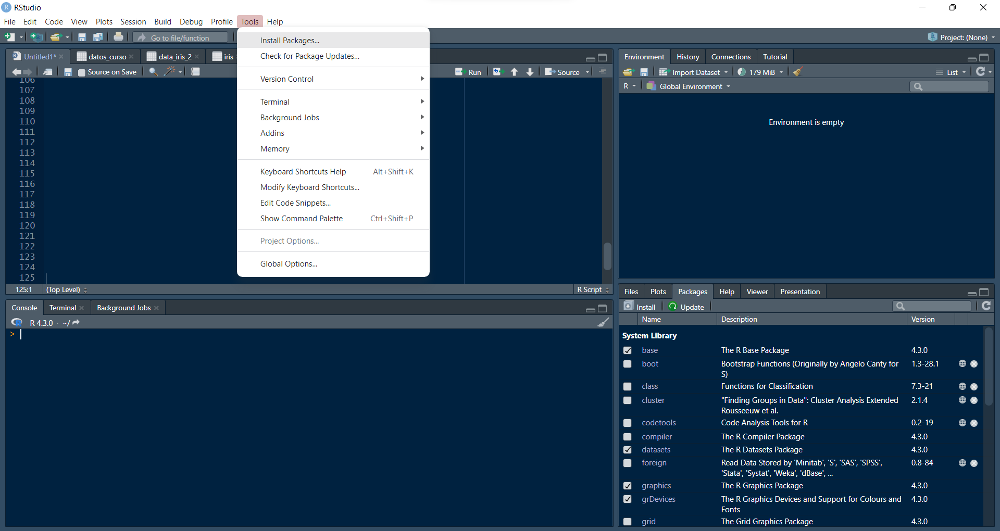 RStudio
File Edit Code View Plots Session Build Debug Profile Tools Help
Go to file/function
Project: (None)
Install Packages...
Check for Package Updates...
Version Control
Terminal
Background Jobs
Addins
Memory
Keyboard Shortcuts Help Alt+Shift+K
Modify Keyboard Shortcuts...
Edit Code Snippets...
Show Command Palette Ctrl+Shift+P
Project Options...
Global Options...
Untitled1* datos_curso data_iris_2 iris
Source on Save Run Source
106
107
108
109
110
111
112
113
114
115
116
117
118
119
120
121
122
123
124
125
125:1 (Top Level) R Script
Console Terminal Background Jobs
R 4.3.0 · ~/
>
Environment History Connections Tutorial
Import Dataset 179 MiB List
R Global Environment
Environment is empty
Files Plots Packages Help Viewer Presentation
Install Update
Name Description Version
System Library
base The R Base Package 4.3.0
boot Bootstrap Functions (Originally by Angelo Canty for 1.3-28.1
S)
class Functions for Classification 7.3-21
cluster "Finding Groups in Data": Cluster Analysis Extended 2.1.4
Rousseeuw et al.
codetools Code Analysis Tools for R 0.2-19
compiler The R Compiler Package 4.3.0
datasets The R Datasets Package 4.3.0
foreign Read Data Stored by 'Minitab', 'S', 'SAS', 'SPSS', 0.8-84
'Stata', 'Systat', 'Weka', 'dBase', ...
graphics The R Graphics Package 4.3.0
grDevices The R Graphics Devices and Support for Colours and 4.3.0
Fonts
grid The Grid Graphics Package 4.3.0